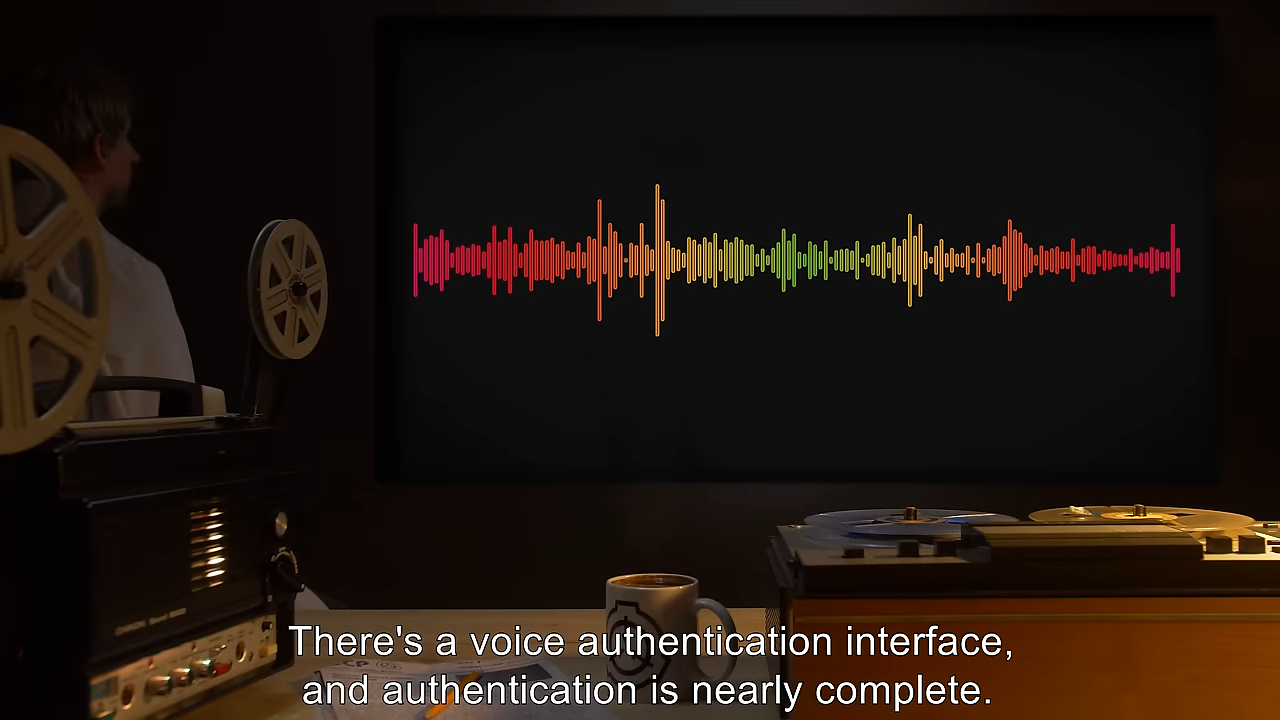 There's a voice authentication interface,
and authentication is nearly complete.